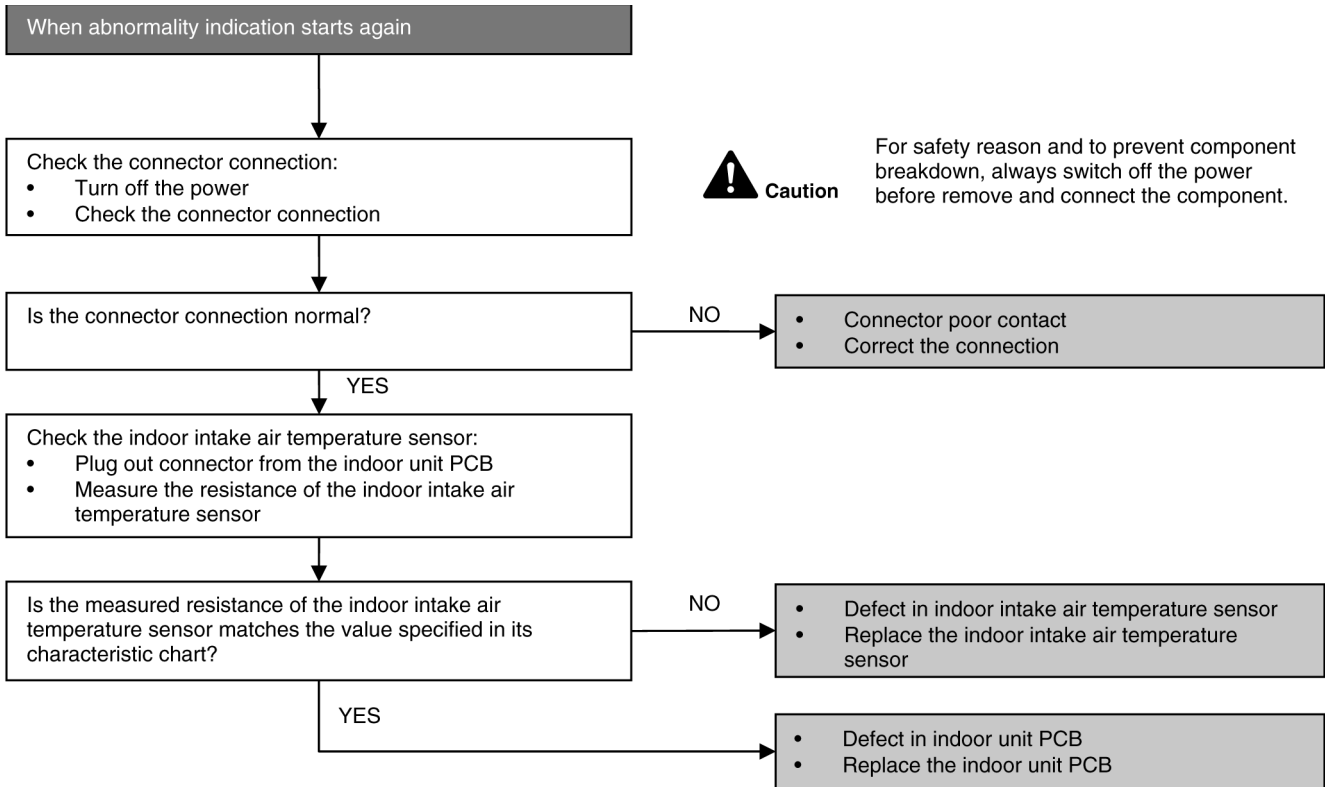 When abnormality indication starts again
Check the connector connection:
• Turn off the power
• Check the connector connection
Caution
For safety reason and to prevent component
breakdown, always switch off the power
before remove and connect the component.
Is the connector connection normal?
NO
• Connector poor contact
• Correct the connection
YES
Check the indoor intake air temperature sensor:
• Plug out connector from the indoor unit PCB
• Measure the resistance of the indoor intake air
temperature sensor
Is the measured resistance of the indoor intake air
temperature sensor matches the value specified in its
characteristic chart?
NO
• Defect in indoor intake air temperature sensor
• Replace the indoor intake air temperature
sensor
YES
• Defect in indoor unit PCB
• Replace the indoor unit PCB